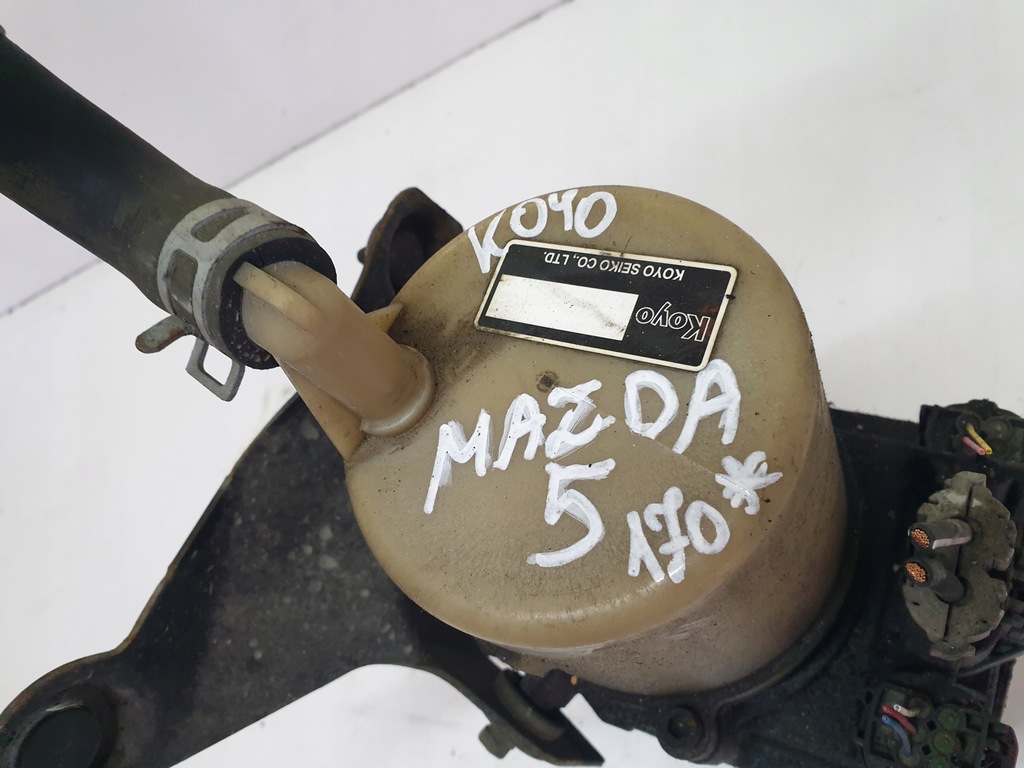 KOYO
KOYO SEIKO CO., LTD.
Koyo
MAZDA
5
170*